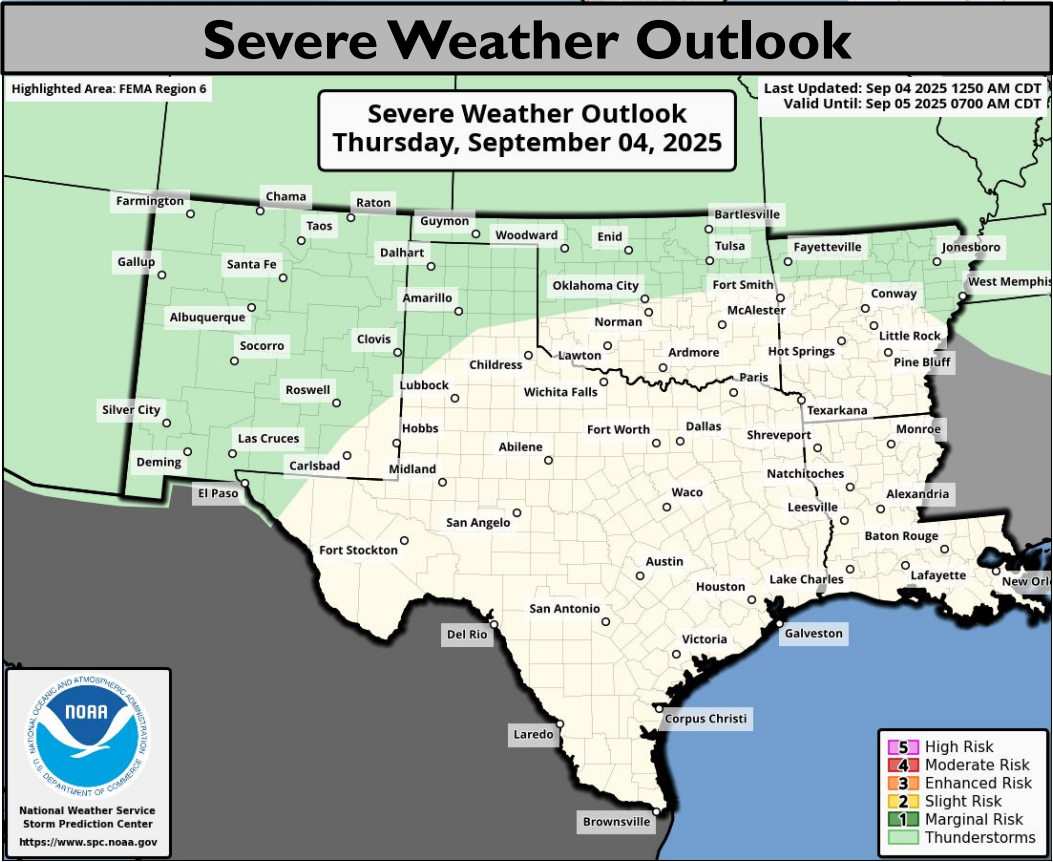 Severe Weather Outlook
Highlighted Area: FEMA Region 6
Last Updated: Sep 04 2025 1250 AM CDT
Valid Until: Sep 05 2025 0700 AM CDT
Severe Weather Outlook
Thursday, September 04, 2025
Farmington
Chama
Raton
Taos
Guymon
Woodward
Enid
Bartlesville
Tulsa
Fayetteville
Jonesboro
Gallup
Santa Fe
Dalhart
Oklahoma City
Fort Smith
West Memphis
Albuquerque
Amarillo
Norman
McAlester
Conway
Socorro
Clovis
Childress
Lawton
Ardmore
Hot Springs
Little Rock
Pine Bluff
Roswell
Lubbock
Wichita Falls
Paris
Texarkana
Silver City
Las Cruces
Hobbs
Fort Worth
Dallas
Shreveport
Monroe
Deming
Carlsbad
Midland
Abilene
Natchitoches
El Paso
Waco
Leesville
Alexandria
San Angelo
Baton Rouge
Fort Stockton
Austin
Houston
Lake Charles
Lafayette
New Orl
San Antonio
Del Rio
Galveston
Victoria
Laredo
Corpus Christi
Brownsville
NATIONAL OCEANIC AND ATMOSPHERIC ADMINISTRATION
NOAA
U.S. DEPARTMENT OF COMMERCE
National Weather Service
Storm Prediction Center
https://www.spc.noaa.gov
5 High Risk
4 Moderate Risk
3 Enhanced Risk
2 Slight Risk
1 Marginal Risk
Thunderstorms